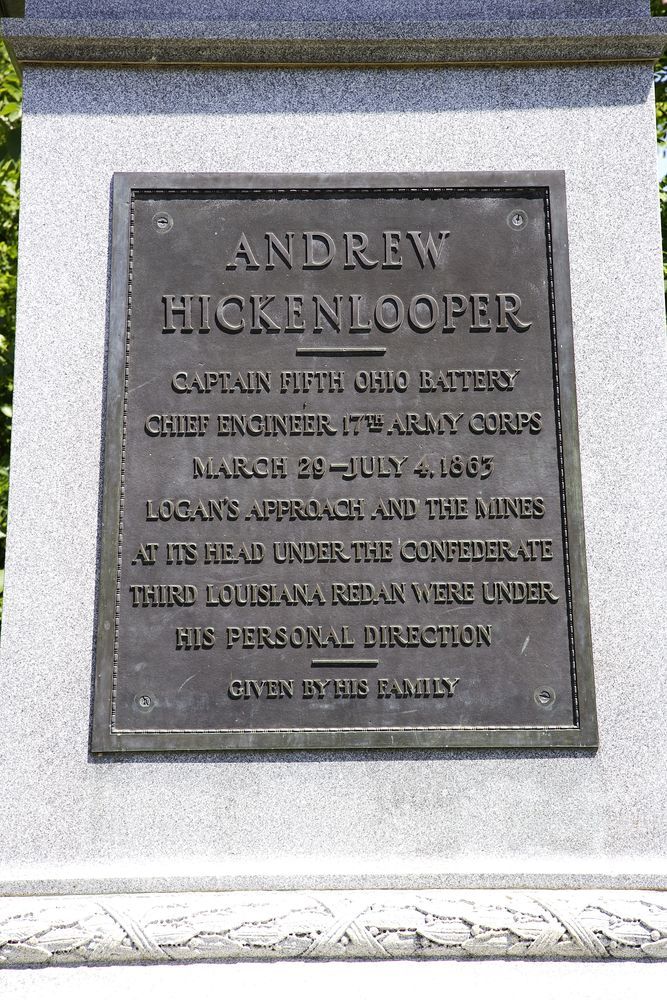 ANDREW
HICKENLOOPER
CAPTAIN FIFTH OHIO BATTERY
CHIEF ENGINEER 17TH ARMY CORPS
MARCH 29–JULY 4, 1863
LOGAN'S APPROACH AND THE MINES
AT ITS HEAD UNDER THE CONFEDERATE
THIRD LOUISIANA REDAN WERE UNDER
HIS PERSONAL DIRECTION
GIVEN BY HIS FAMILY